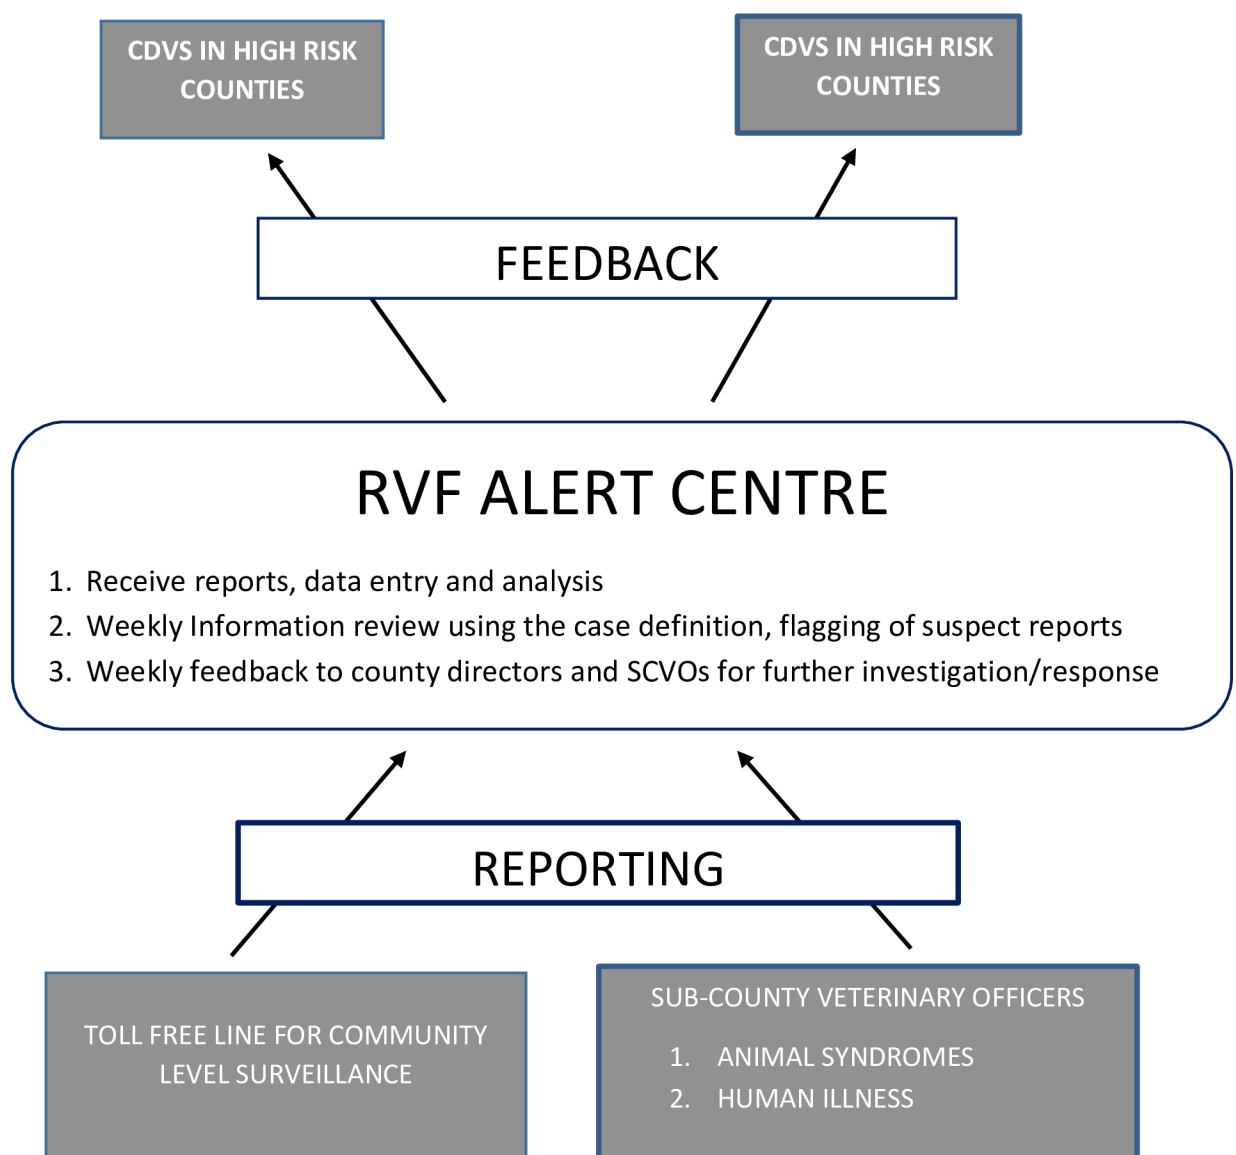 CDVS IN HIGH RISK
COUNTIES
CDVS IN HIGH RISK
COUNTIES
FEEDBACK
RVF ALERT CENTRE
1. Receive reports, data entry and analysis
2. Weekly Information review using the case definition, flagging of suspect reports
3. Weekly feedback to county directors and SCVOs for further investigation/response
REPORTING
TOLL FREE LINE FOR COMMUNITY
LEVEL SURVEILLANCE
SUB-COUNTY VETERINARY OFFICERS
1. ANIMAL SYNDROMES
2. HUMAN ILLNESS